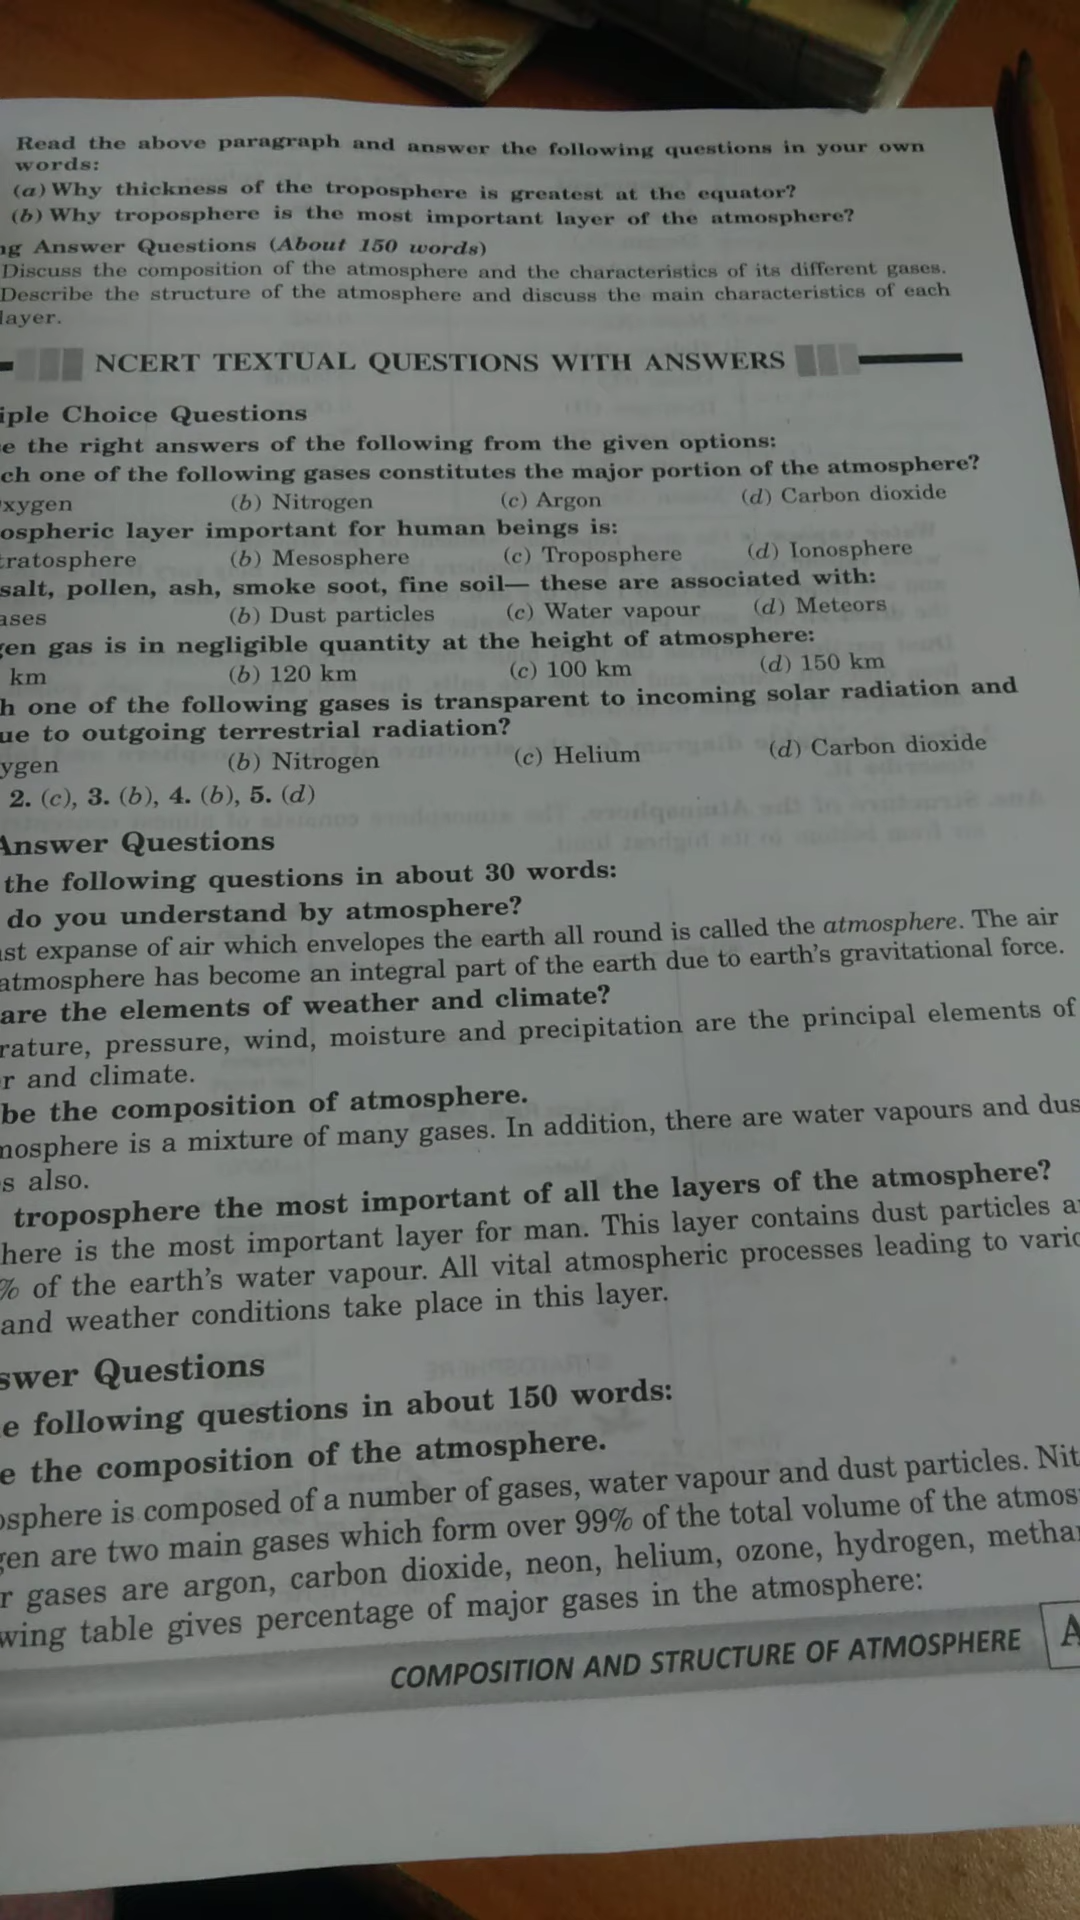 Read the above paragraph and answer the following questions in your own
words:
(a) Why thickness of the troposphere is greatest at the equator?
(b) Why troposphere is the most important layer of the atmosphere?
ng Answer Questions (About 150 words)
Discuss the composition of the atmosphere and the characteristics of its different gases.
Describe the structure of the atmosphere and discuss the main characteristics of each
layer.
NCERT TEXTUAL QUESTIONS WITH ANSWERS
iple Choice Questions
e the right answers of the following from the given options:
ch one of the following gases constitutes the major portion of the atmosphere?
xygen (b) Nitrogen (c) Argon (d) Carbon dioxide
ospheric layer important for human beings is:
tratosphere (b) Mesosphere (c) Troposphere (d) Ionosphere
salt, pollen, ash, smoke soot, fine soil— these are associated with:
ases (b) Dust particles (c) Water vapour (d) Meteors
gen gas is in negligible quantity at the height of atmosphere:
km (b) 120 km (c) 100 km (d) 150 km
h one of the following gases is transparent to incoming solar radiation and
ue to outgoing terrestrial radiation?
ygen (b) Nitrogen (c) Helium (d) Carbon dioxide
2. (c), 3. (b), 4. (b), 5. (d)
Answer Questions
the following questions in about 30 words:
do you understand by atmosphere?
ast expanse of air which envelopes the earth all round is called the atmosphere. The air
atmosphere has become an integral part of the earth due to earth's gravitational force.
are the elements of weather and climate?
rature, pressure, wind, moisture and precipitation are the principal elements of
r and climate.
be the composition of atmosphere.
mosphere is a mixture of many gases. In addition, there are water vapours and dus
s also.
troposphere the most important of all the layers of the atmosphere?
here is the most important layer for man. This layer contains dust particles a
% of the earth's water vapour. All vital atmospheric processes leading to vario
and weather conditions take place in this layer.
swer Questions
e following questions in about 150 words:
e the composition of the atmosphere.
osphere is composed of a number of gases, water vapour and dust particles. Nit
gen are two main gases which form over 99% of the total volume of the atmos
r gases are argon, carbon dioxide, neon, helium, ozone, hydrogen, metha
wing table gives percentage of major gases in the atmosphere:
COMPOSITION AND STRUCTURE OF ATMOSPHERE A